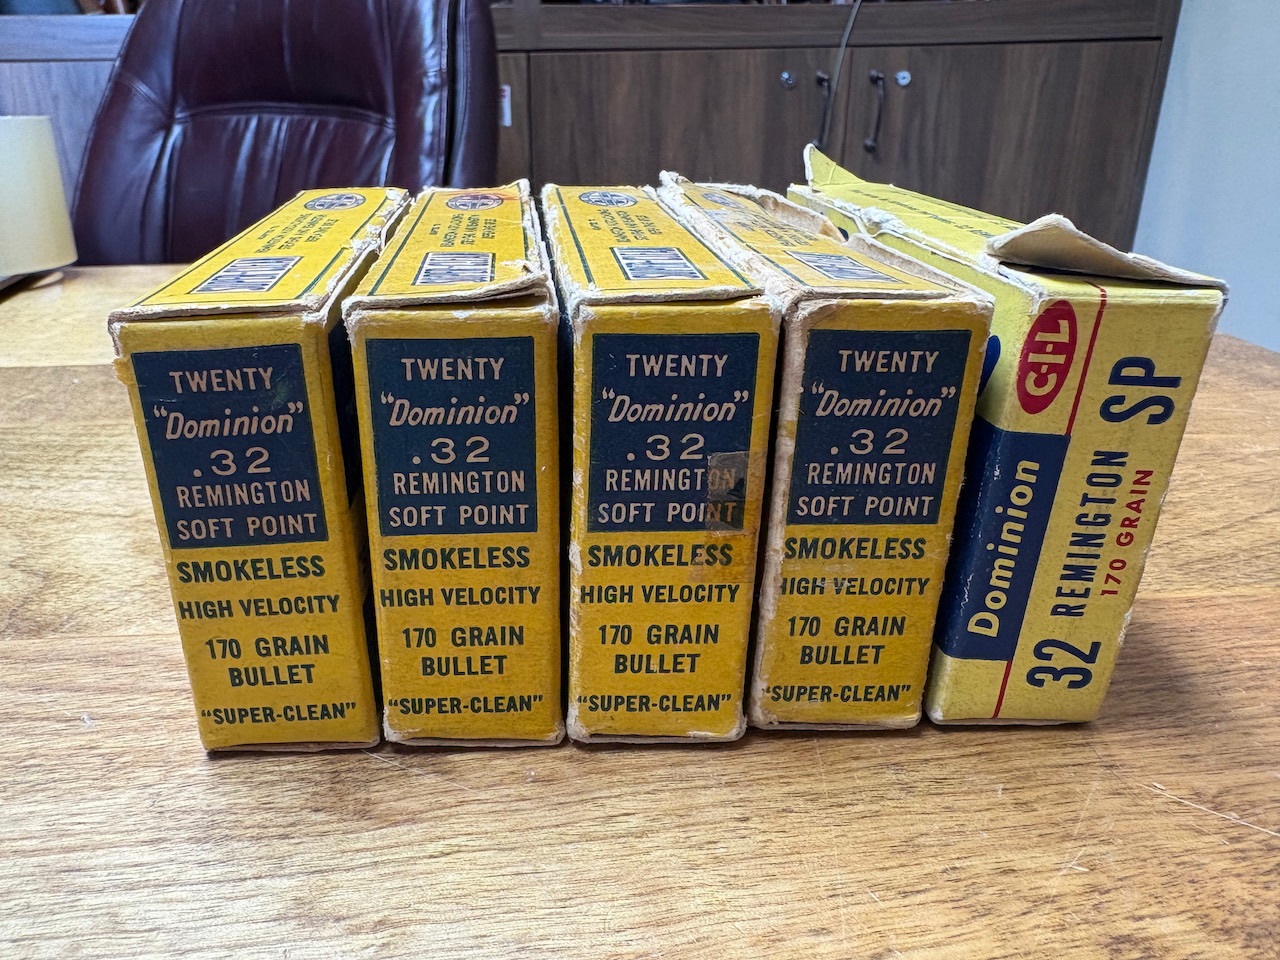 TWENTY
"Dominion"
.32
REMINGTON
SOFT POINT
SMOKELESS
HIGH VELOCITY
170 GRAIN
BULLET
"SUPER-CLEAN"
TWENTY
"Dominion"
.32
REMINGTON
SOFT POINT
SMOKELESS
HIGH VELOCITY
170 GRAIN
BULLET
"SUPER-CLEAN"
TWENTY
"Dominion"
.32
REMINGTON
SOFT POINT
SMOKELESS
HIGH VELOCITY
170 GRAIN
BULLET
"SUPER-CLEAN"
TWENTY
"Dominion"
.32
REMINGTON
SOFT POINT
SMOKELESS
HIGH VELOCITY
170 GRAIN
BULLET
"SUPER-CLEAN"
C-I-L
Dominion
32 REMINGTON SP
170 GRAIN